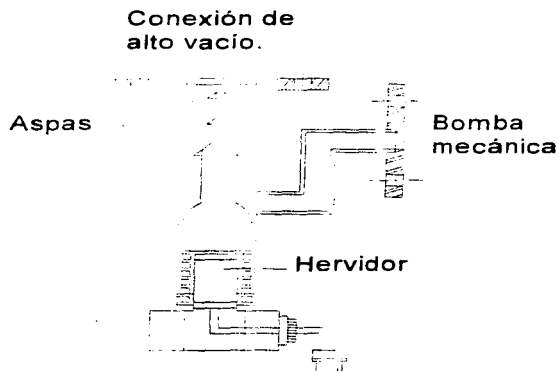 Conexión de
alto vacío.
Aspas
Bomba
mecánica
Hervidor